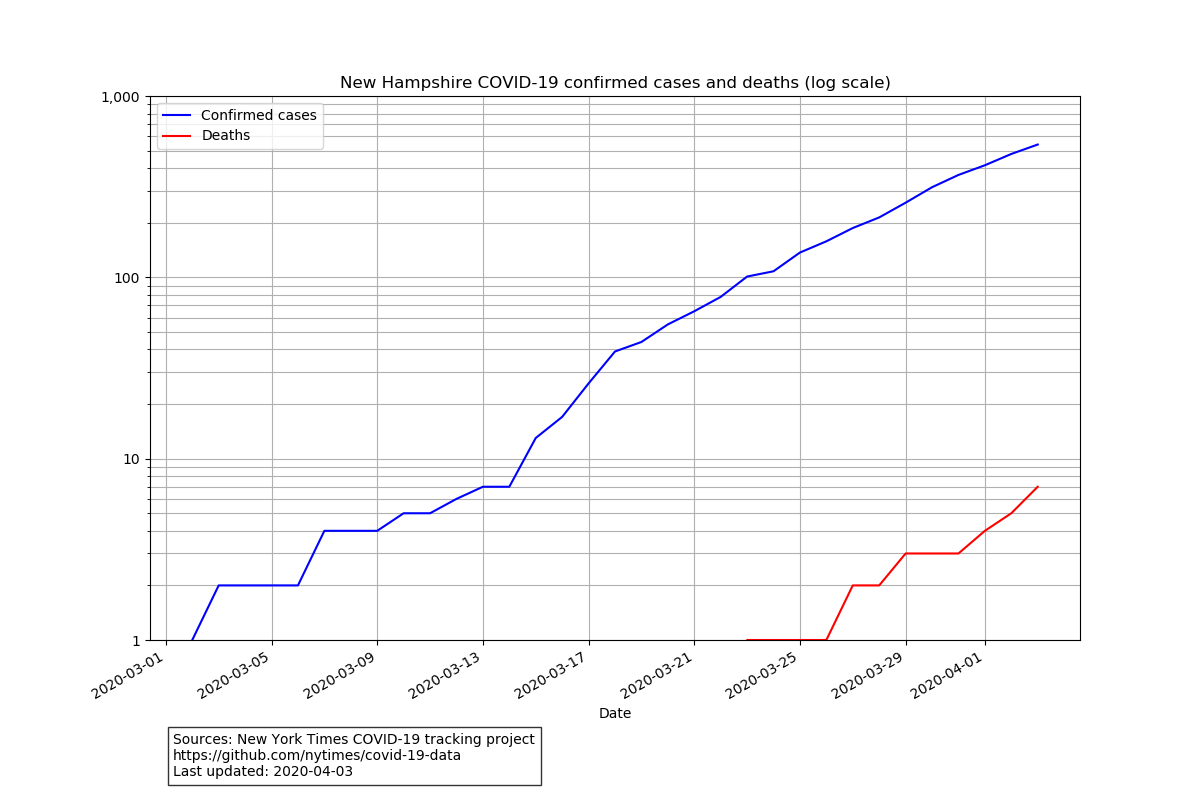 New Hampshire COVID-19 confirmed cases and deaths (log scale)
1,000
100
10
1
Confirmed cases
Deaths
2020-03-01
2020-03-05
2020-03-09
2020-03-13
2020-03-17
2020-03-21
2020-03-25
2020-03-29
2020-04-01
Date
Sources: New York Times COVID-19 tracking project
https://github.com/nytimes/covid-19-data
Last updated: 2020-04-03